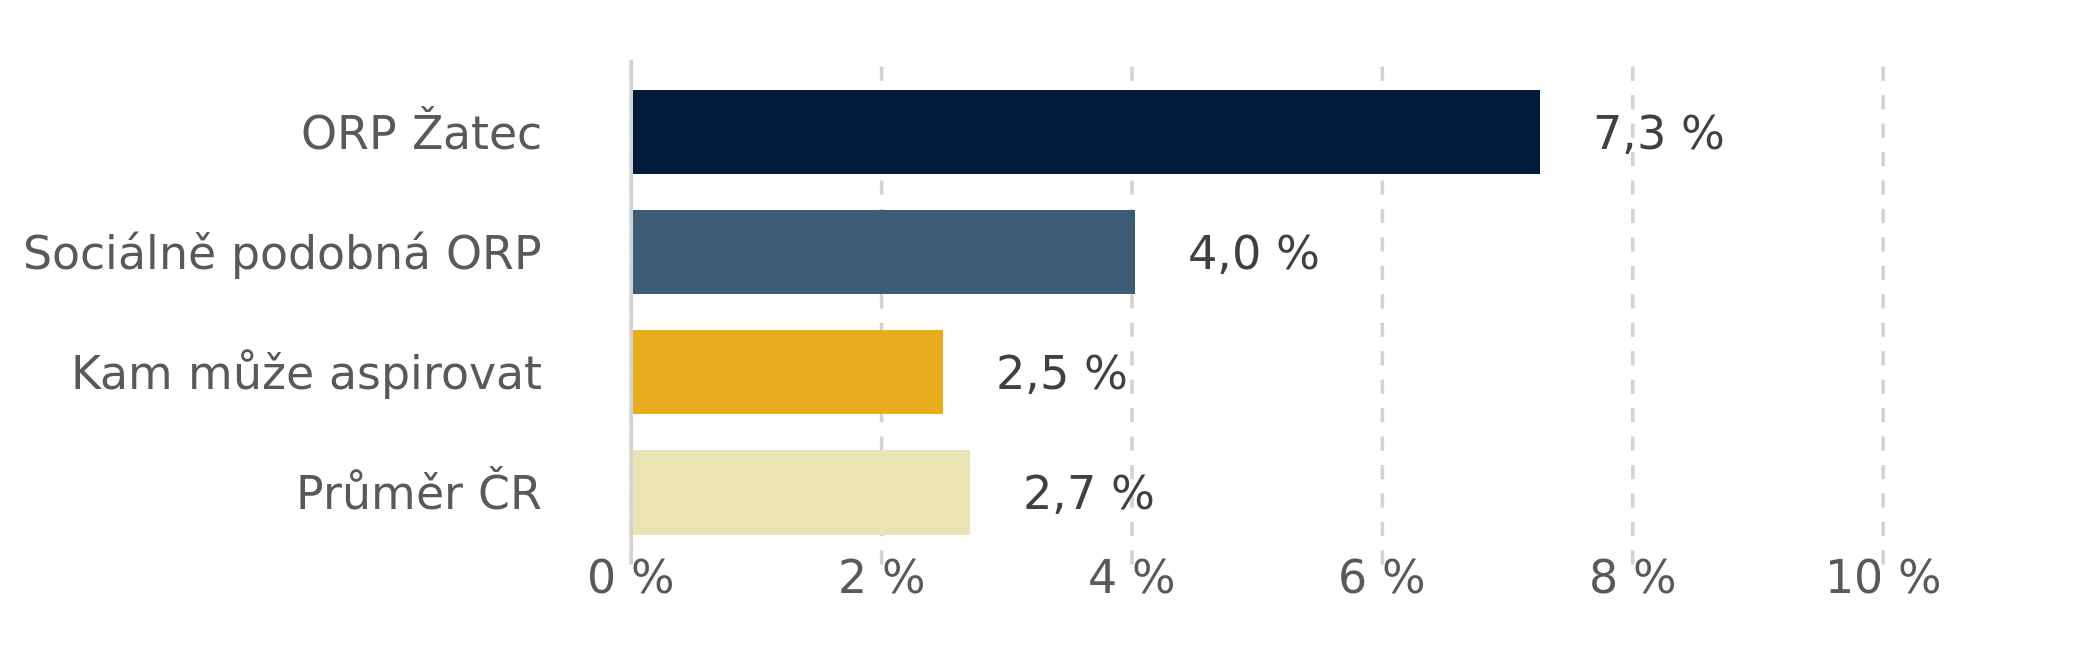 ORP Žatec 7,3 %
Sociálně podobná ORP 4,0 %
Kam může aspirovat 2,5 %
Průměr ČR 2,7 %
0 % 2 % 4 % 6 % 8 % 10 %